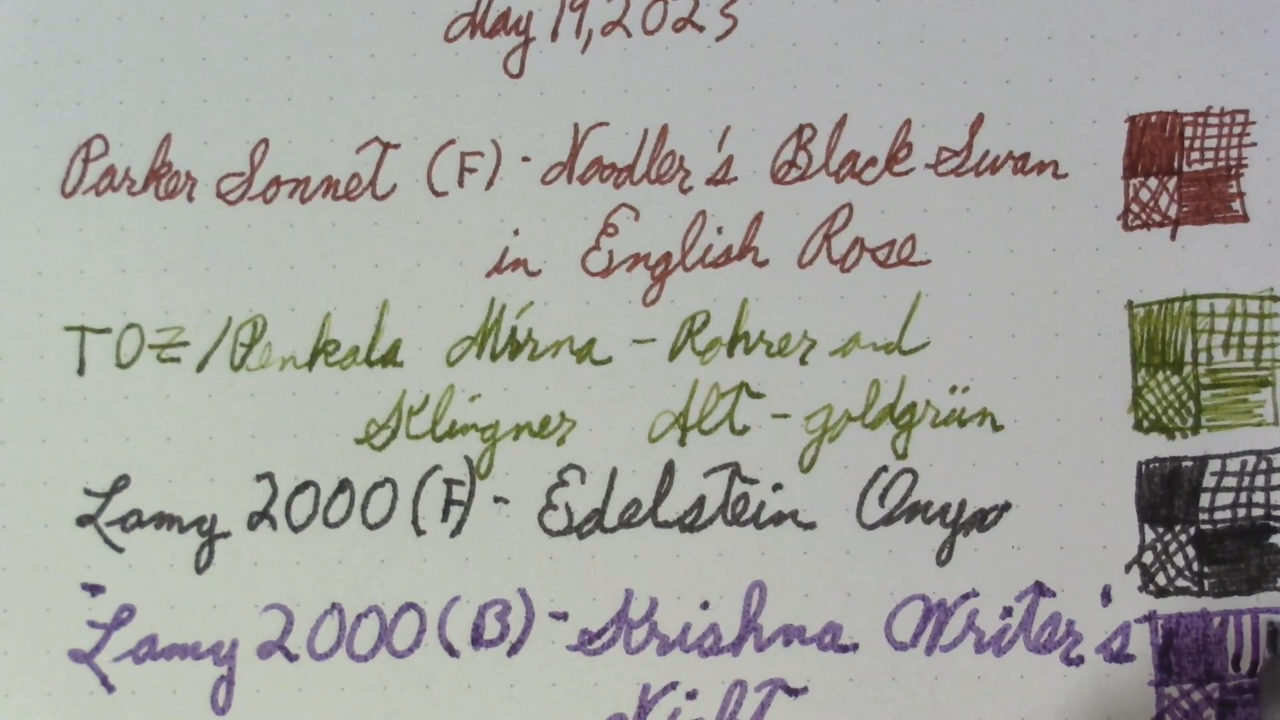 May 19, 2023
Parker Sonnet (F) - Noodler's Black Swan
in English Rose
TOZ/Penkala Mirna - Rohrer and
Klingner Alt-goldgrün
Lamy 2000 (F) - Edelstein Onyx
Lamy 2000 (B) - Krishna Writer's